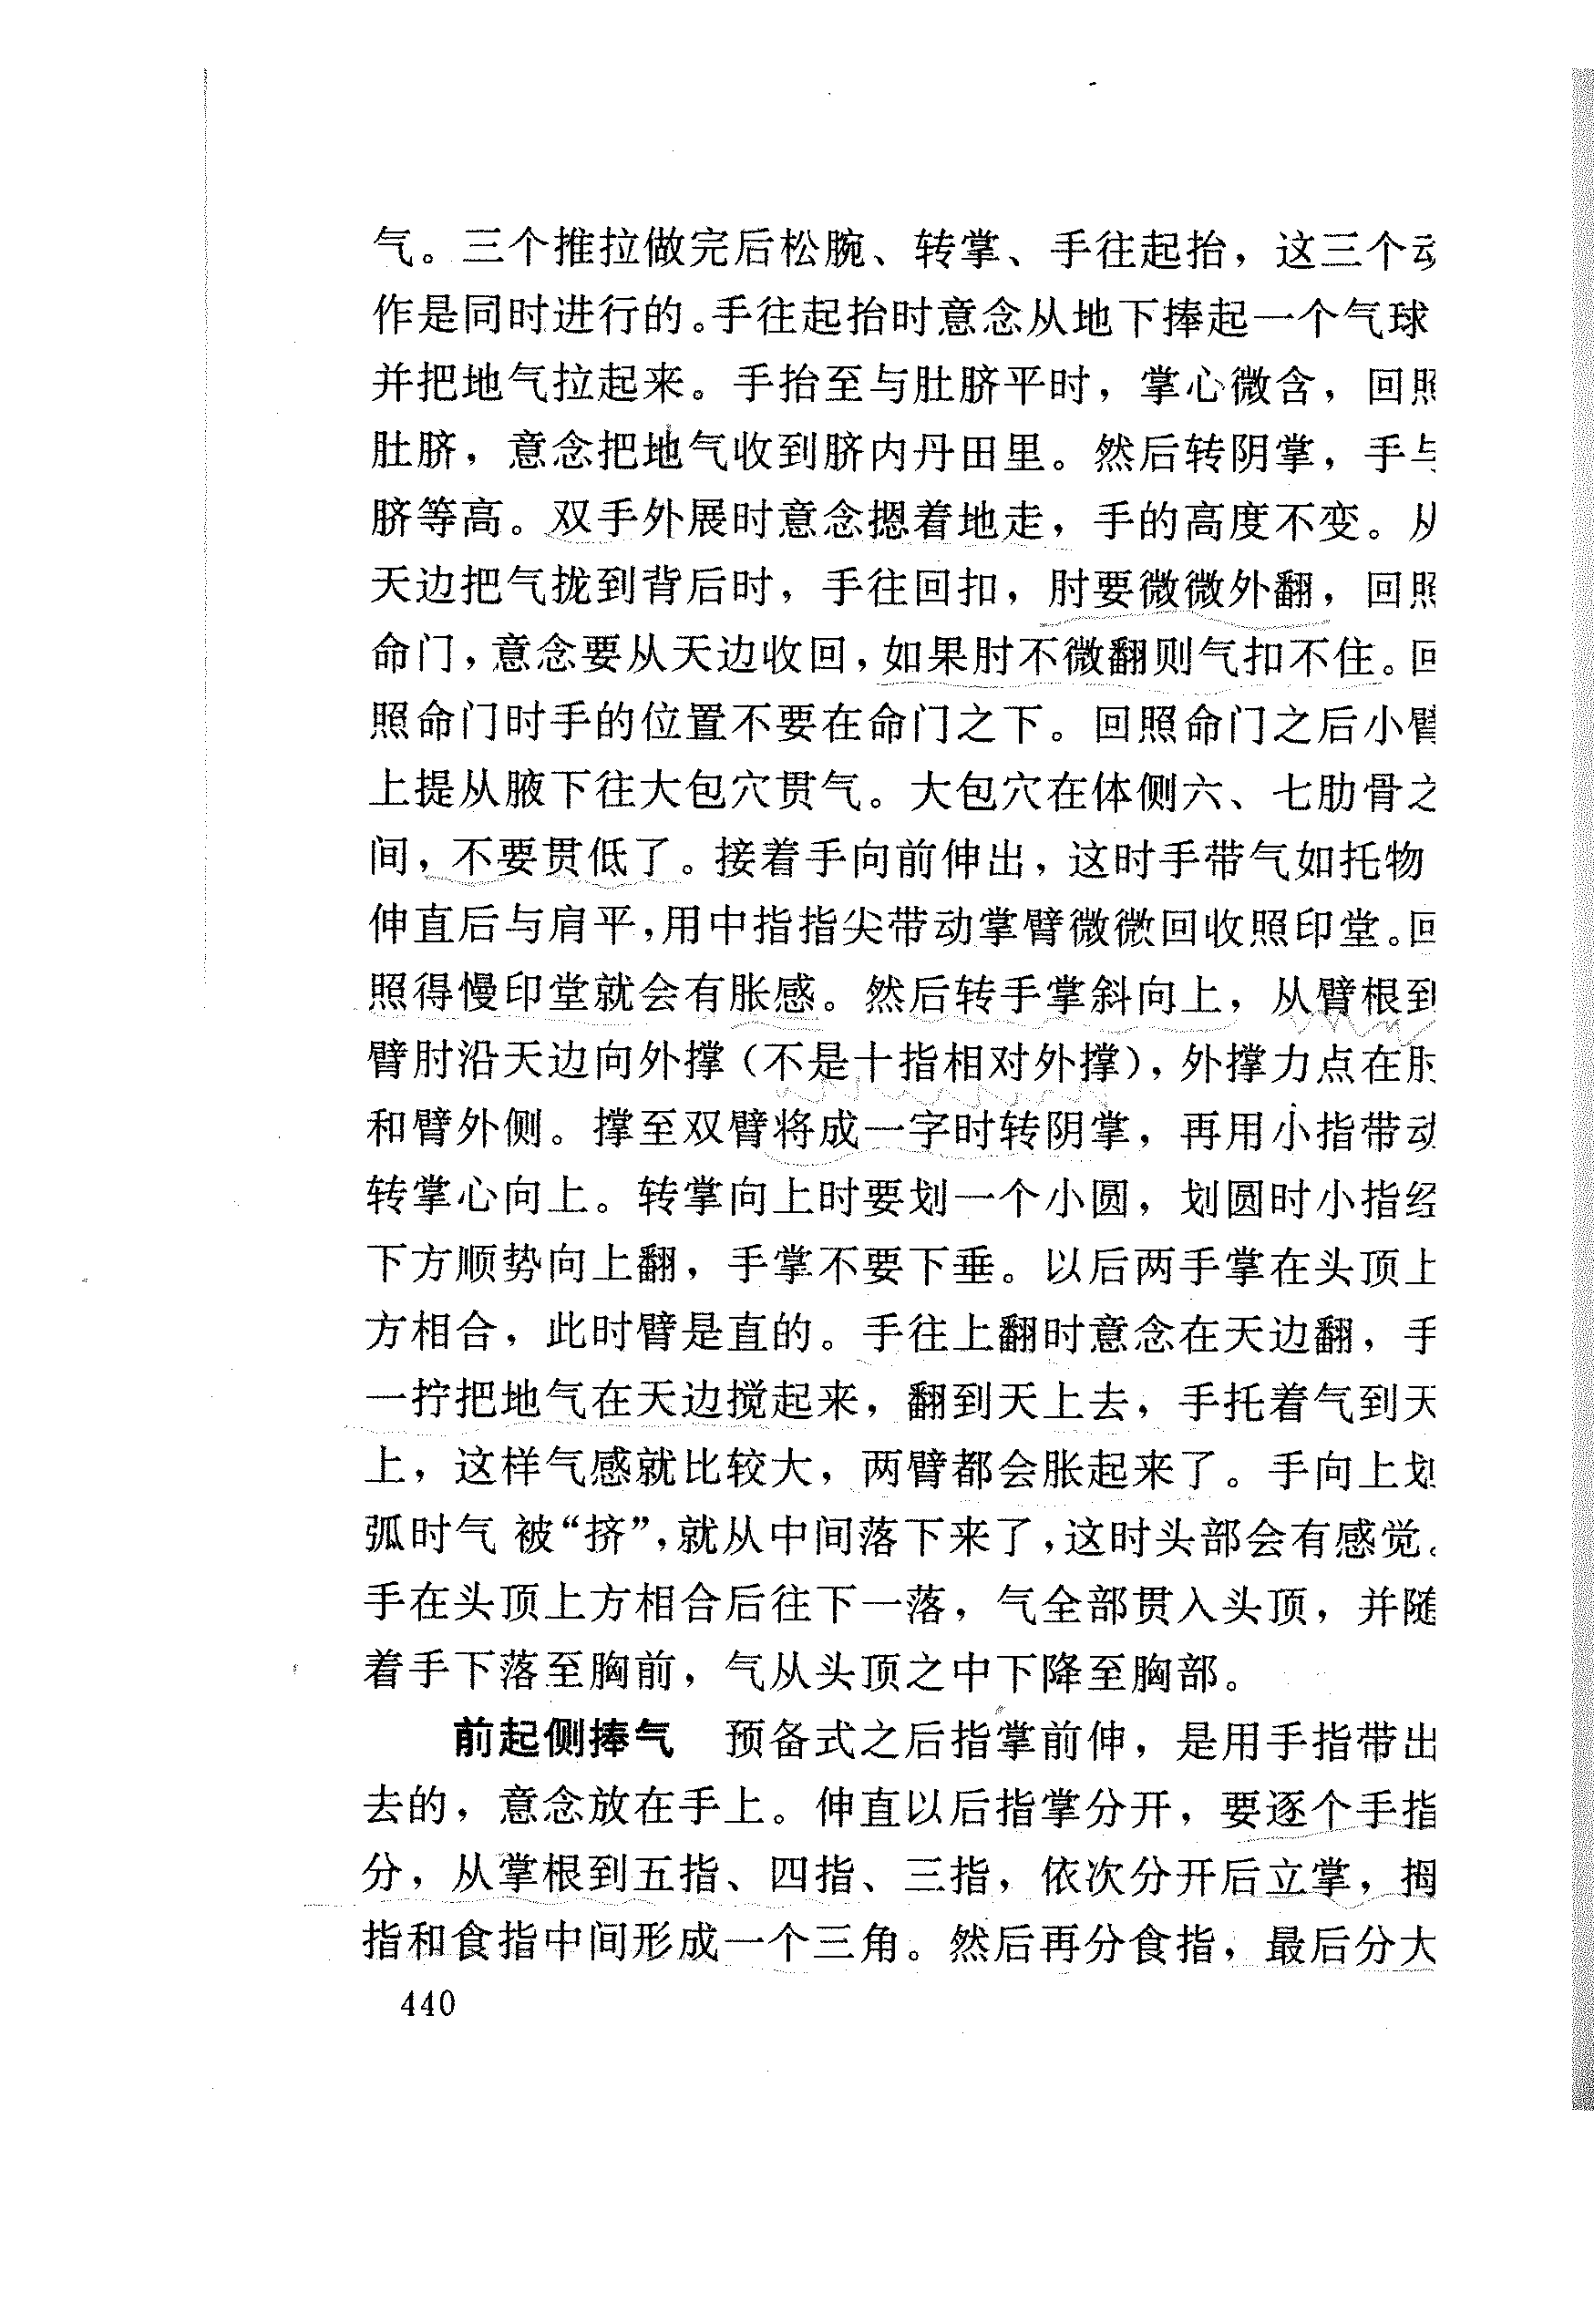 气。三个推拉做完后松腕、转掌、手往起抬，这三个动
作是同时进行的。手往起抬时意念从地下捧起一个气球
并把地气拉起来。手抬至与肚脐平时，掌心微含，回照
肚脐，意念把地气收到脐内丹田里。然后转阴掌，手与
脐等高。双手外展时意念摁着地走，手的高度不变。从
天边把气拢到背后时，手往回扣，肘要微微外翻，回照
命门，意念要从天边收回，如果肘不微翻则气扣不住。回
照命门时手的位置不要在命门之下。回照命门之后小臂
上提从腋下往大包穴贯气。大包穴在体侧六、七肋骨之
间，不要贯低了。接着手向前伸出，这时手带气如托物
伸直后与肩平，用中指指尖带动掌臂微微回收照印堂。回
照得慢印堂就会有胀感。然后转手掌斜向上，从臂根到
臂肘沿天边向外撑（不是十指相对外撑），外撑力点在肘
和臂外侧。撑至双臂将成一字时转阴掌，再用小指带动
转掌心向上。转掌向上时要划一个小圆，划圆时小指经
下方顺势向上翻，手掌不要下垂。以后两手掌在头顶上
方相合，此时臂是直的。手往上翻时意念在天边翻，手
一拧把地气在天边搅起来，翻到天上去，手托着气到天
上，这样气感就比较大，两臂都会胀起来了。手向上划
弧时气 被“挤”，就从中间落下来了，这时头部会有感觉。
手在头顶上方相合后往下一落，气全部贯入头顶，并随
着手下落至胸前，气从头顶之中下降至胸部。
前起侧捧气　预备式之后指掌前伸，是用手指带出
去的，意念放在手上。伸直以后指掌分开，要逐个手指
分，从掌根到五指、四指、三指，依次分开后立掌，拇
指和食指中间形成一个三角。然后再分食指，最后分大
440